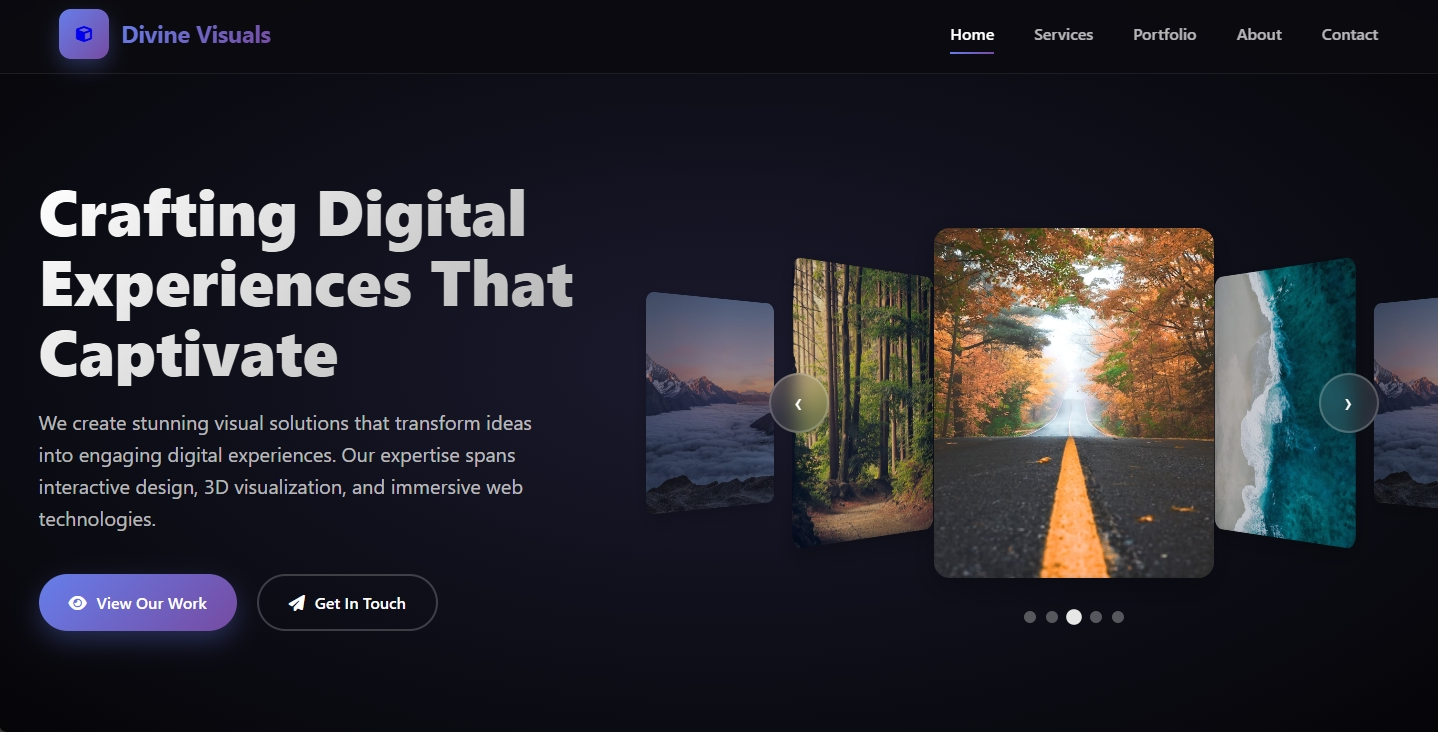 Divine Visuals
Home Services Portfolio About Contact
Crafting Digital
Experiences That
Captivate
We create stunning visual solutions that transform ideas
into engaging digital experiences. Our expertise spans
interactive design, 3D visualization, and immersive web
technologies.
View Our Work
Get In Touch